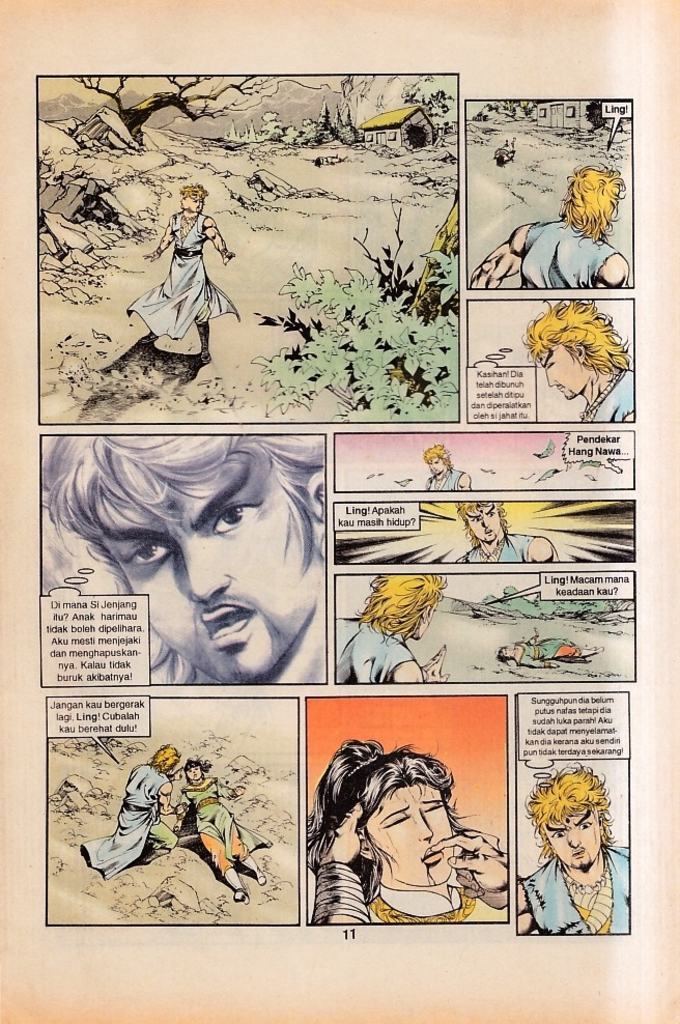 Ling!
Kasihan! Dia
telah dibunuh
setelah ditipu
dan diperalatkan
oleh si jahat itu.
Di mana Si Jenjang
itu? Anak harimau
tidak boleh dipelihara.
Aku mesti menjejaki
dan menghapuskan-
nya. Kalau tidak
buruk akibatnya!
Pendekar
Hang Nawa...
Ling! Apakah
kau masih hidup?
Ling! Macam mana
keadaan kau?
Jangan kau bergerak
lagi, Ling! Cubalah
kau berehat dulu!
Sungguhpun dia belum
putus nafas tetapi dia
sudah luka parah! Aku
tidak dapat menyelamat-
kan dia kerana aku sendiri
pun tidak terdaya sekarang!
11